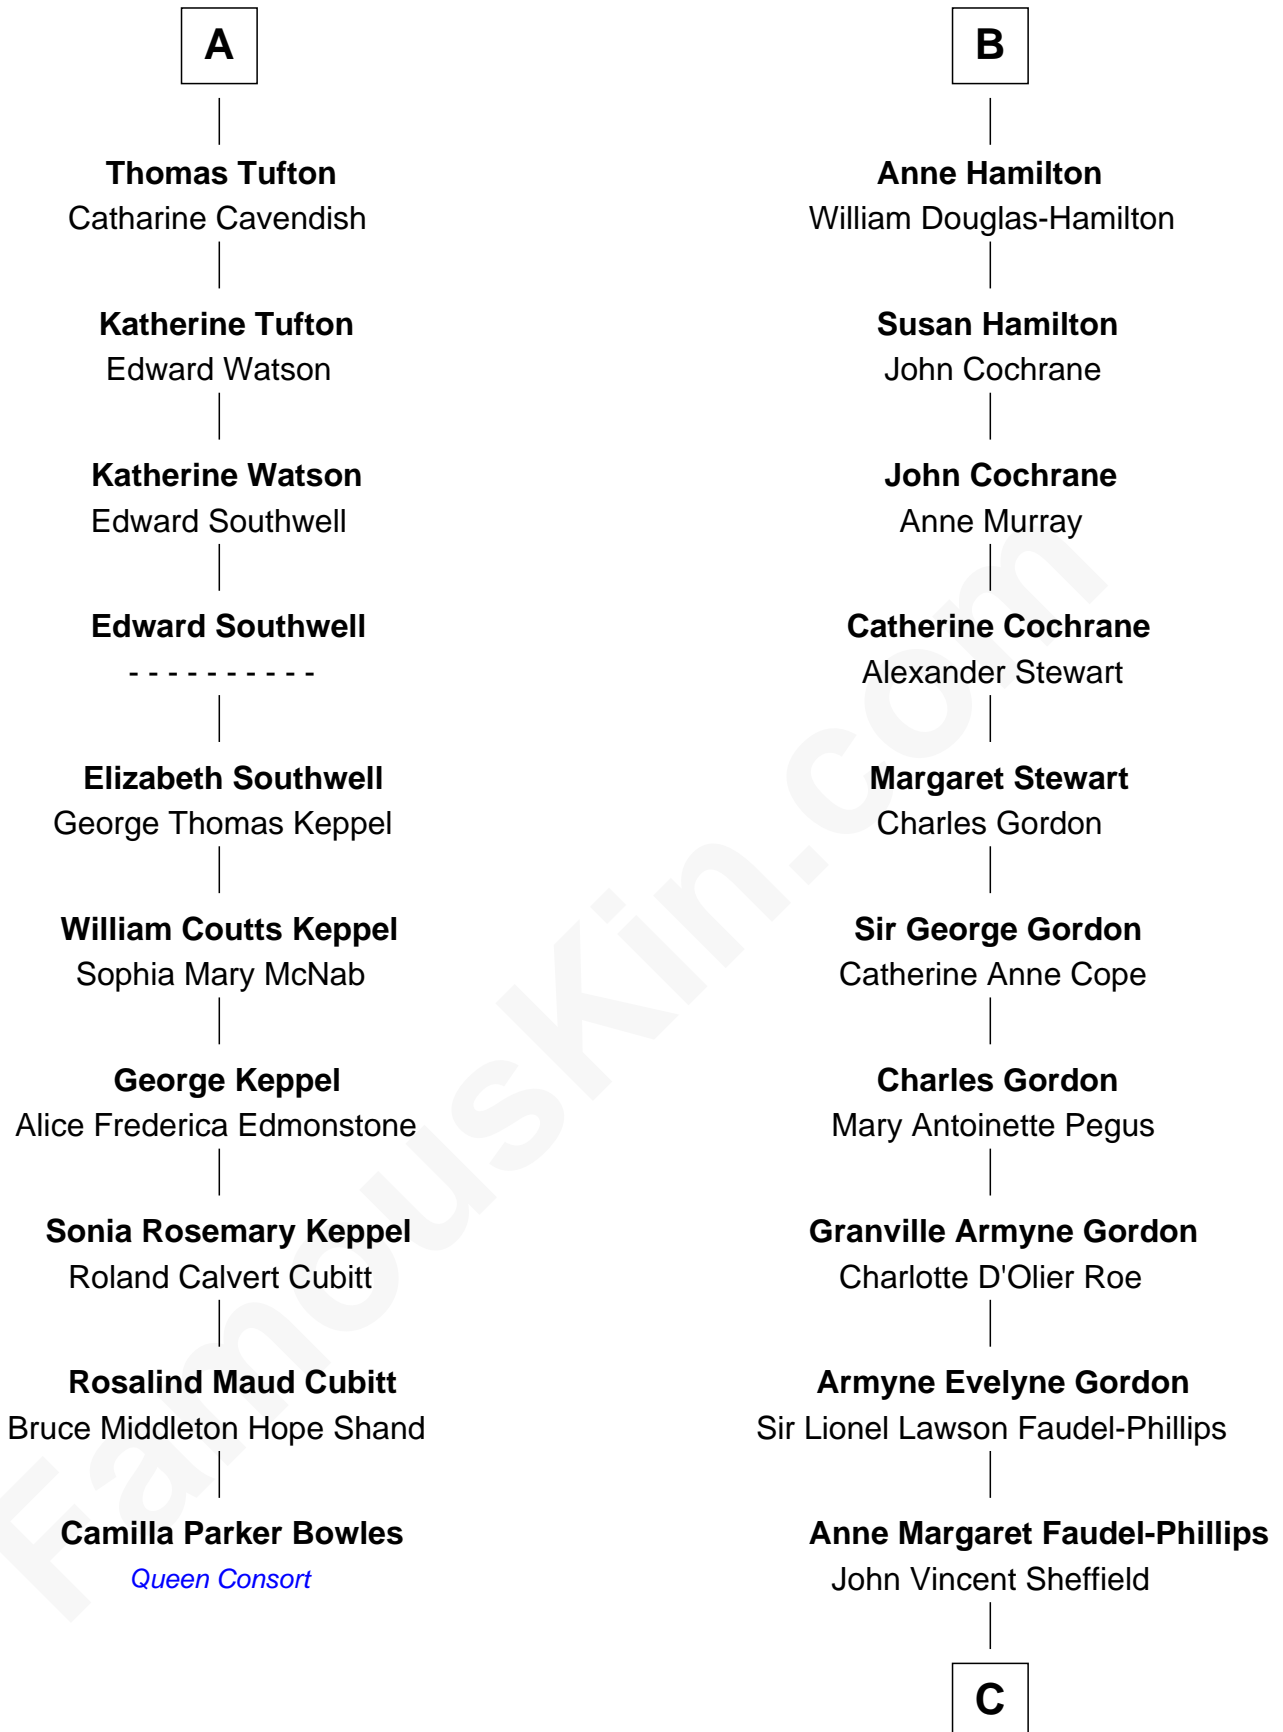 A
Thomas Tufton
Catharine Cavendish
Katherine Tufton
Edward Watson
Katherine Watson
Edward Southwell
Edward Southwell
- - - - - - - - - -
Elizabeth Southwell
George Thomas Keppel
William Coutts Keppel
Sophia Mary McNab
George Keppel
Alice Frederica Edmonstone
Sonia Rosemary Keppel
Roland Calvert Cubitt
Rosalind Maud Cubitt
Bruce Middleton Hope Shand
Camilla Parker Bowles
Queen Consort
B
Anne Hamilton
William Douglas-Hamilton
Susan Hamilton
John Cochrane
John Cochrane
Anne Murray
Catherine Cochrane
Alexander Stewart
Margaret Stewart
Charles Gordon
Sir George Gordon
Catherine Anne Cope
Charles Gordon
Mary Antoinette Pegus
Granville Armyne Gordon
Charlotte D'Olier Roe
Armyne Evelyne Gordon
Sir Lionel Lawson Faudel-Phillips
Anne Margaret Faudel-Phillips
John Vincent Sheffield
C
FamousKin.com